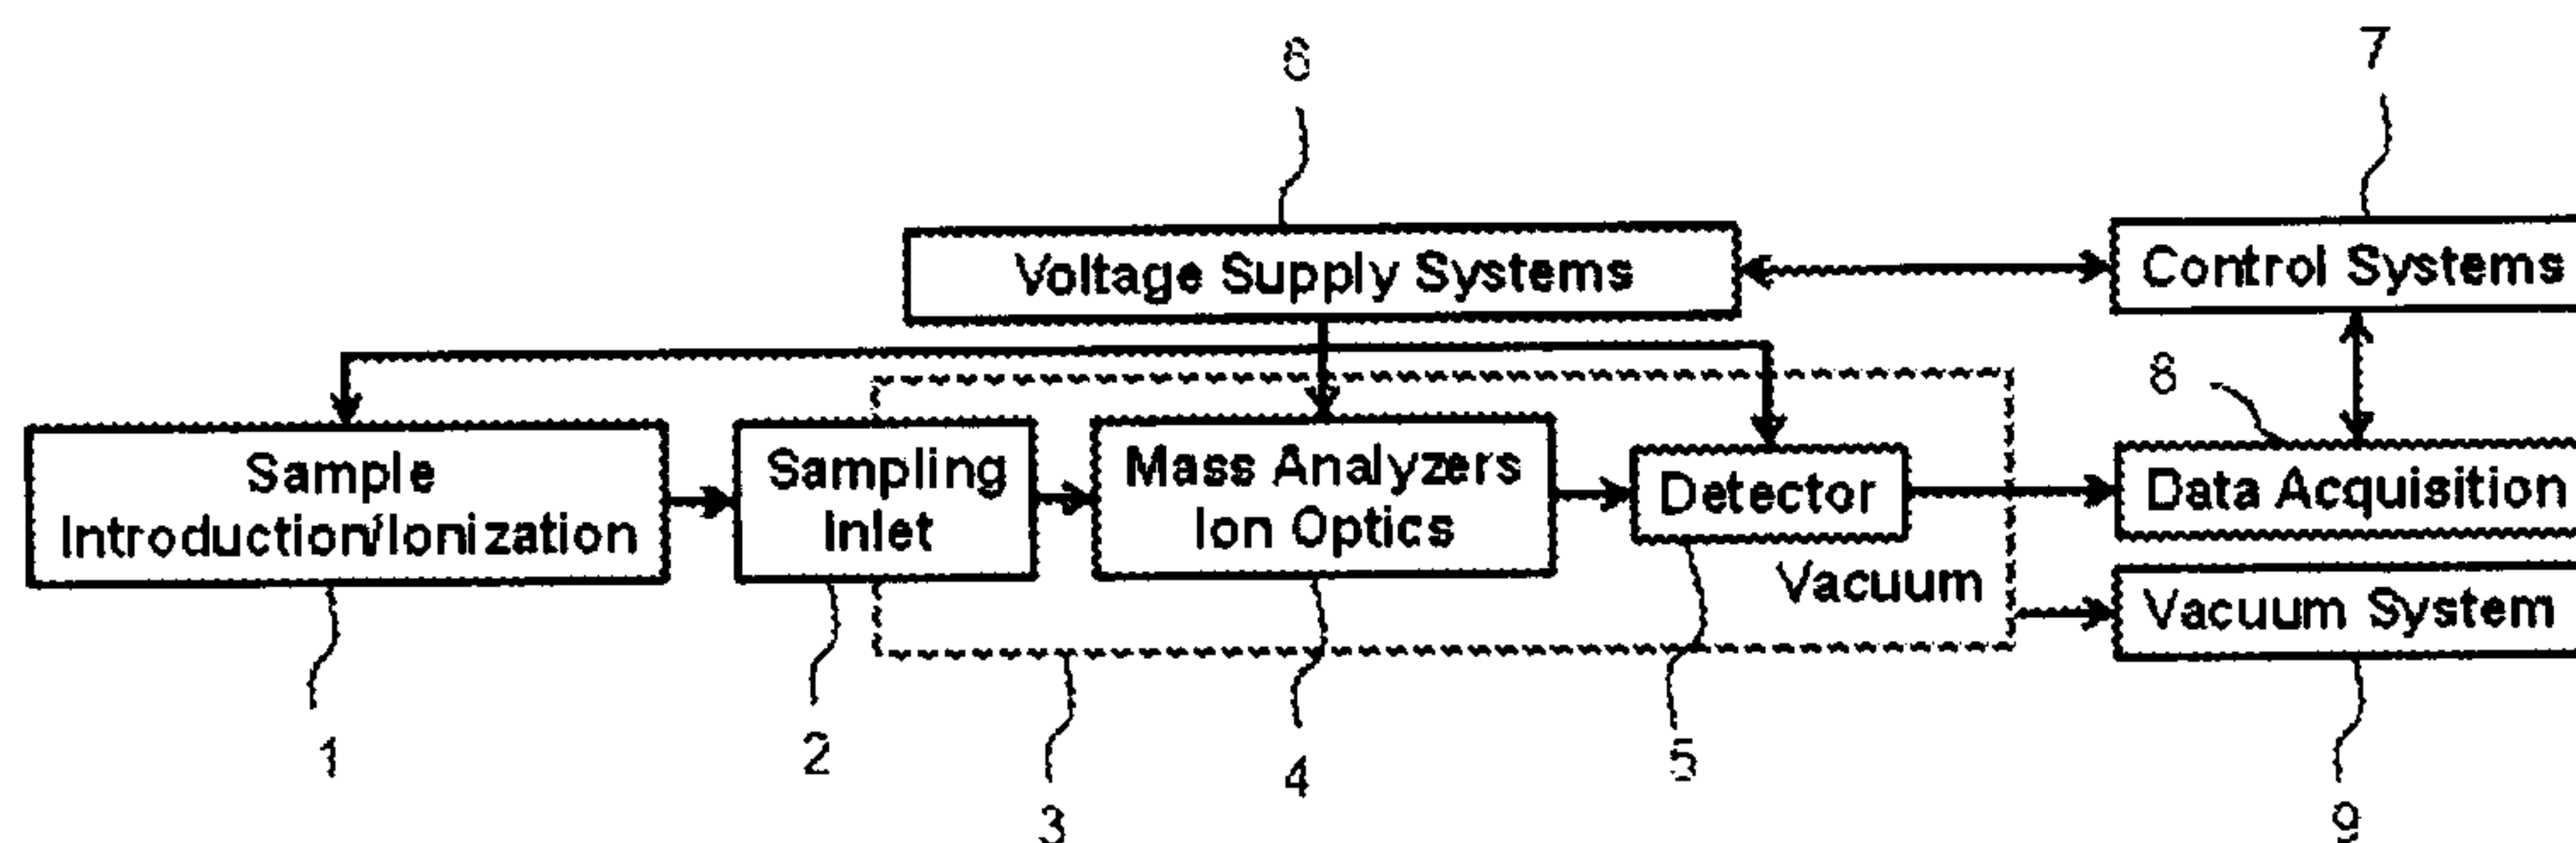 6
7
Voltage Supply Systems
Control Systems
8
Sample
Introduction/Ionization
Sampling
Inlet
Mass Analyzers
Ion Optics
Detector
Data Acquisition
Vacuum
Vacuum System
1
2
3
4
5
9